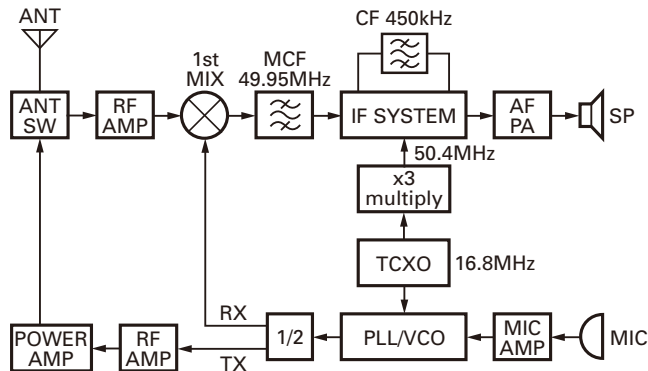 ANT
CF 450kHz
1st
MIX
MCF
49.95MHz
ANT
SW
RF
AMP
IF SYSTEM
AF
PA
SP
50.4MHz
x3
multiply
TCXO
16.8MHz
RX
POWER
AMP
RF
AMP
TX
1/2
PLL/VCO
MIC
AMP
MIC